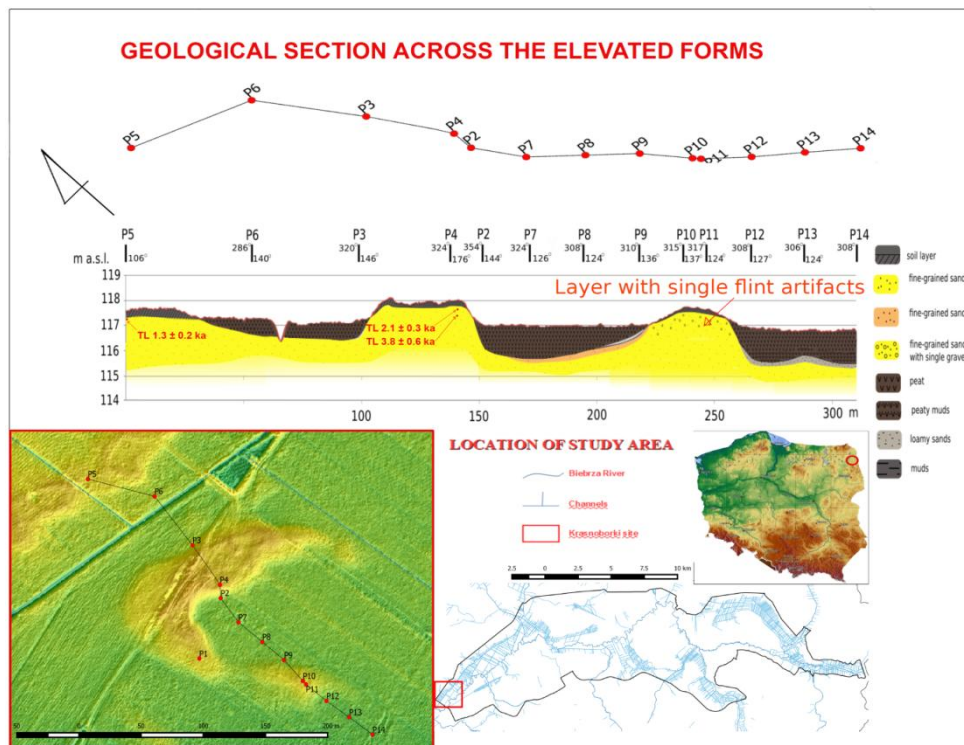 GEOLOGICAL SECTION ACROSS THE ELEVATED FORMS
P5
P6
P3
P4
P2
P7
P8
P9
P10
P11
P12
P13
P14
P5 P6 P3 P4 P2 P7 P8 P9 P10 P11 P12 P13 P14
286° 320° 324° 354° 324° 308° 310° 315° 317° 308° 306° 308°
m a.s.l. 106° 140° 146° 176° 144° 126° 124° 136° 137° 124° 127° 124°
119
118
117
116
115
114
Layer with single flint artifacts
TL 1.3 ± 0.2 ka
TL 2.1 ± 0.3 ka
TL 3.8 ± 0.6 ka
50 100 150 200 250 300 m
soil layer
fine-grained sand
fine-grained sand
fine-grained sand
with single grave
peat
peaty muds
loamy sands
muds
P5
P6
P3
P4
P2
P7
P8
P9
P1
P10
P11
P12
P13
P14
50 0 50 100 150 200 m
LOCATION OF STUDY AREA
Biebrza River
Channels
Krasnoborki site
2.5 0 2.5 5 7.5 10 km